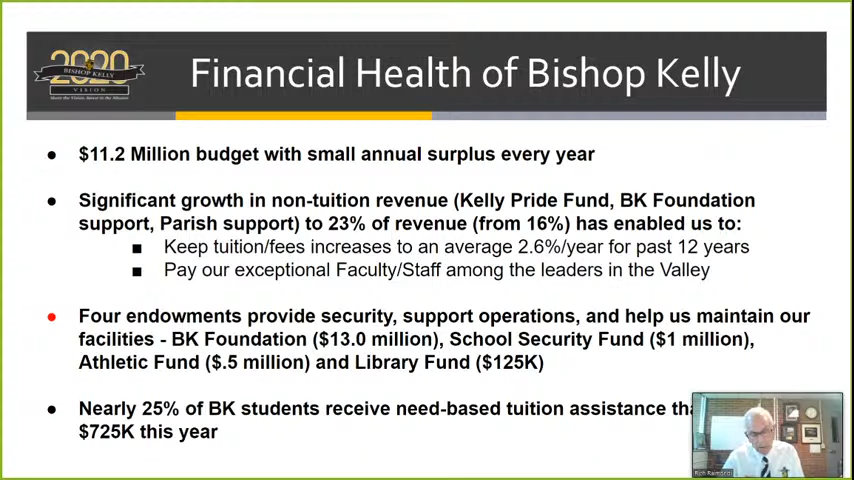 2020
BISHOP KELLY
VISION
Financial Health of Bishop Kelly
● $11.2 Million budget with small annual surplus every year
● Significant growth in non-tuition revenue (Kelly Pride Fund, BK Foundation
support, Parish support) to 23% of revenue (from 16%) has enabled us to:
■ Keep tuition/fees increases to an average 2.6%/year for past 12 years
■ Pay our exceptional Faculty/Staff among the leaders in the Valley
● Four endowments provide security, support operations, and help us maintain our
facilities - BK Foundation ($13.0 million), School Security Fund ($1 million),
Athletic Fund ($.5 million) and Library Fund ($125K)
● Nearly 25% of BK students receive need-based tuition assistance
$725K this year
Rich